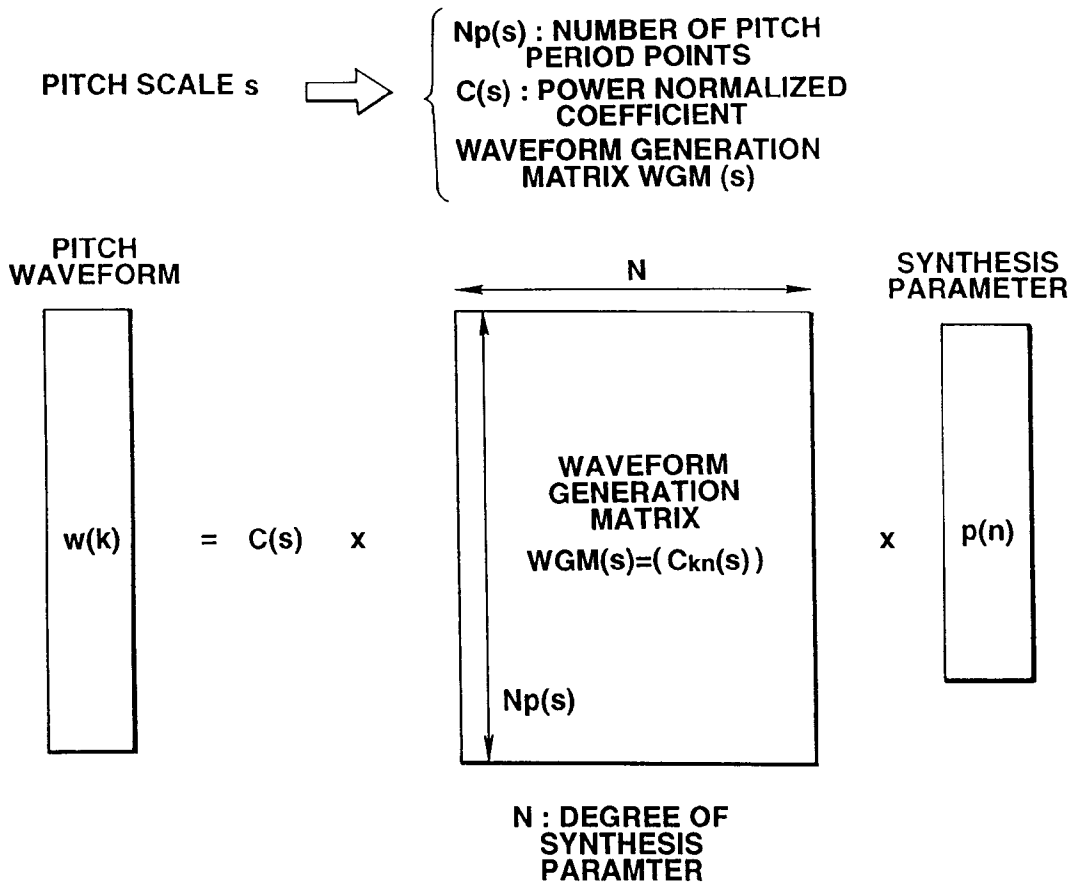 PITCH SCALE s
Np(s) : NUMBER OF PITCH
PERIOD POINTS
C(s) : POWER NORMALIZED
COEFFICIENT
WAVEFORM GENERATION
MATRIX WGM (s)
PITCH
WAVEFORM
N
SYNTHESIS
PARAMETER
WAVEFORM
GENERATION
MATRIX
w(k) = C(s) x
WGM(s)=(Ckn(s))
x p(n)
Np(s)
N : DEGREE OF
SYNTHESIS
PARAMTER